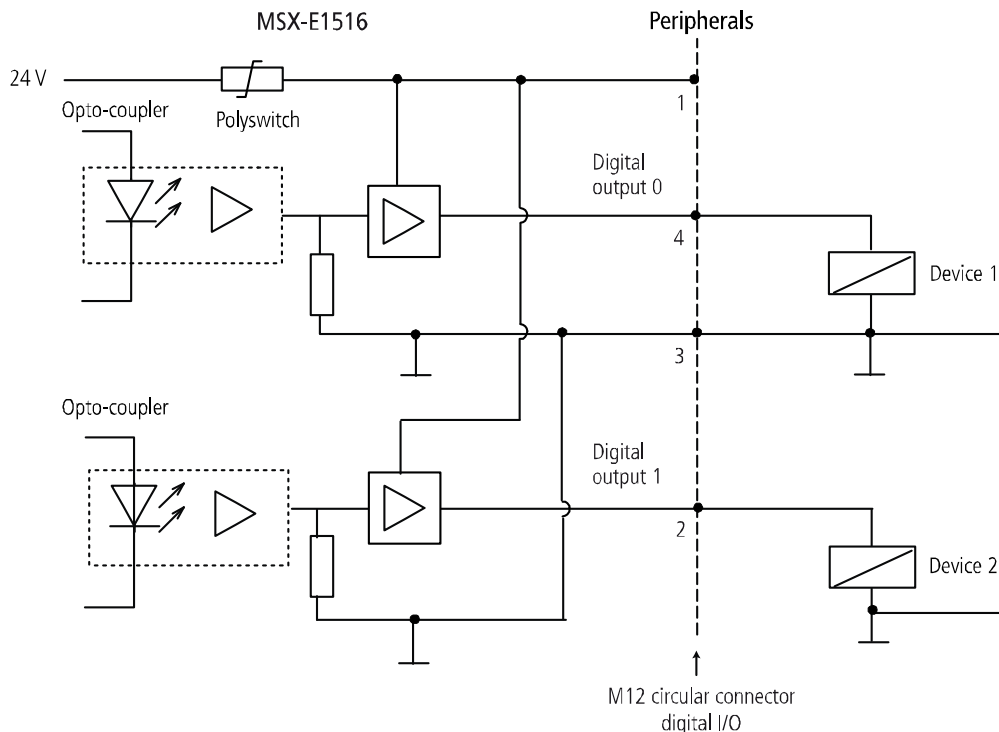 MSX-E1516
Peripherals
24 V
Polyswitch
Opto-coupler
1
Digital
output 0
4
Device 1
3
Opto-coupler
Digital
output 1
2
Device 2
M12 circular connector
digital I/O